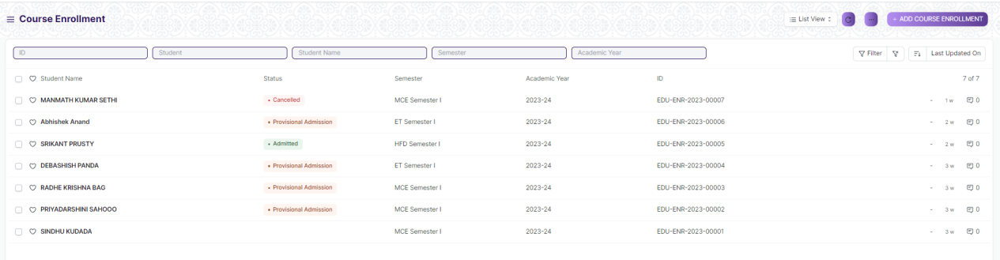 Course Enrollment List View + ADD COURSE ENROLLMENT
ID Student Student Name Semester Academic Year Filter Last Updated On
Student Name Status Semester Academic Year ID 7 of 7
MANMATH KUMAR SETHI • Cancelled MCE Semester I 2023-24 EDU-ENR-2023-00007 - 1 w 0
Abhishek Anand • Provisional Admission ET Semester I 2023-24 EDU-ENR-2023-00006 - 2 w 0
SRIKANT PRUSTY • Admitted HFD Semester I 2023-24 EDU-ENR-2023-00005 - 2 w 0
DEBASHISH PANDA • Provisional Admission ET Semester I 2023-24 EDU-ENR-2023-00004 - 3 w 0
RADHE KRISHNA BAG • Provisional Admission MCE Semester I 2023-24 EDU-ENR-2023-00003 - 3 w 0
PRIYADARSHINI SAHOOO • Provisional Admission MCE Semester I 2023-24 EDU-ENR-2023-00002 - 3 w 0
SINDHU KUDADA MCE Semester I 2023-24 EDU-ENR-2023-00001 - 3 w 0